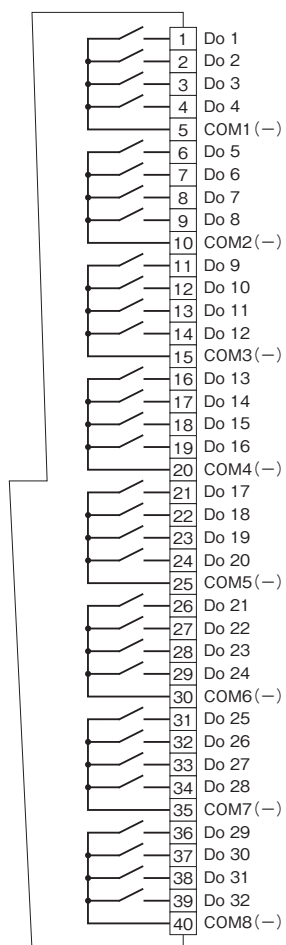 1 Do 1
2 Do 2
3 Do 3
4 Do 4
5 COM1(−)
6 Do 5
7 Do 6
8 Do 7
9 Do 8
10 COM2(−)
11 Do 9
12 Do 10
13 Do 11
14 Do 12
15 COM3(−)
16 Do 13
17 Do 14
18 Do 15
19 Do 16
20 COM4(−)
21 Do 17
22 Do 18
23 Do 19
24 Do 20
25 COM5(−)
26 Do 21
27 Do 22
28 Do 23
29 Do 24
30 COM6(−)
31 Do 25
32 Do 26
33 Do 27
34 Do 28
35 COM7(−)
36 Do 29
37 Do 30
38 Do 31
39 Do 32
40 COM8(−)